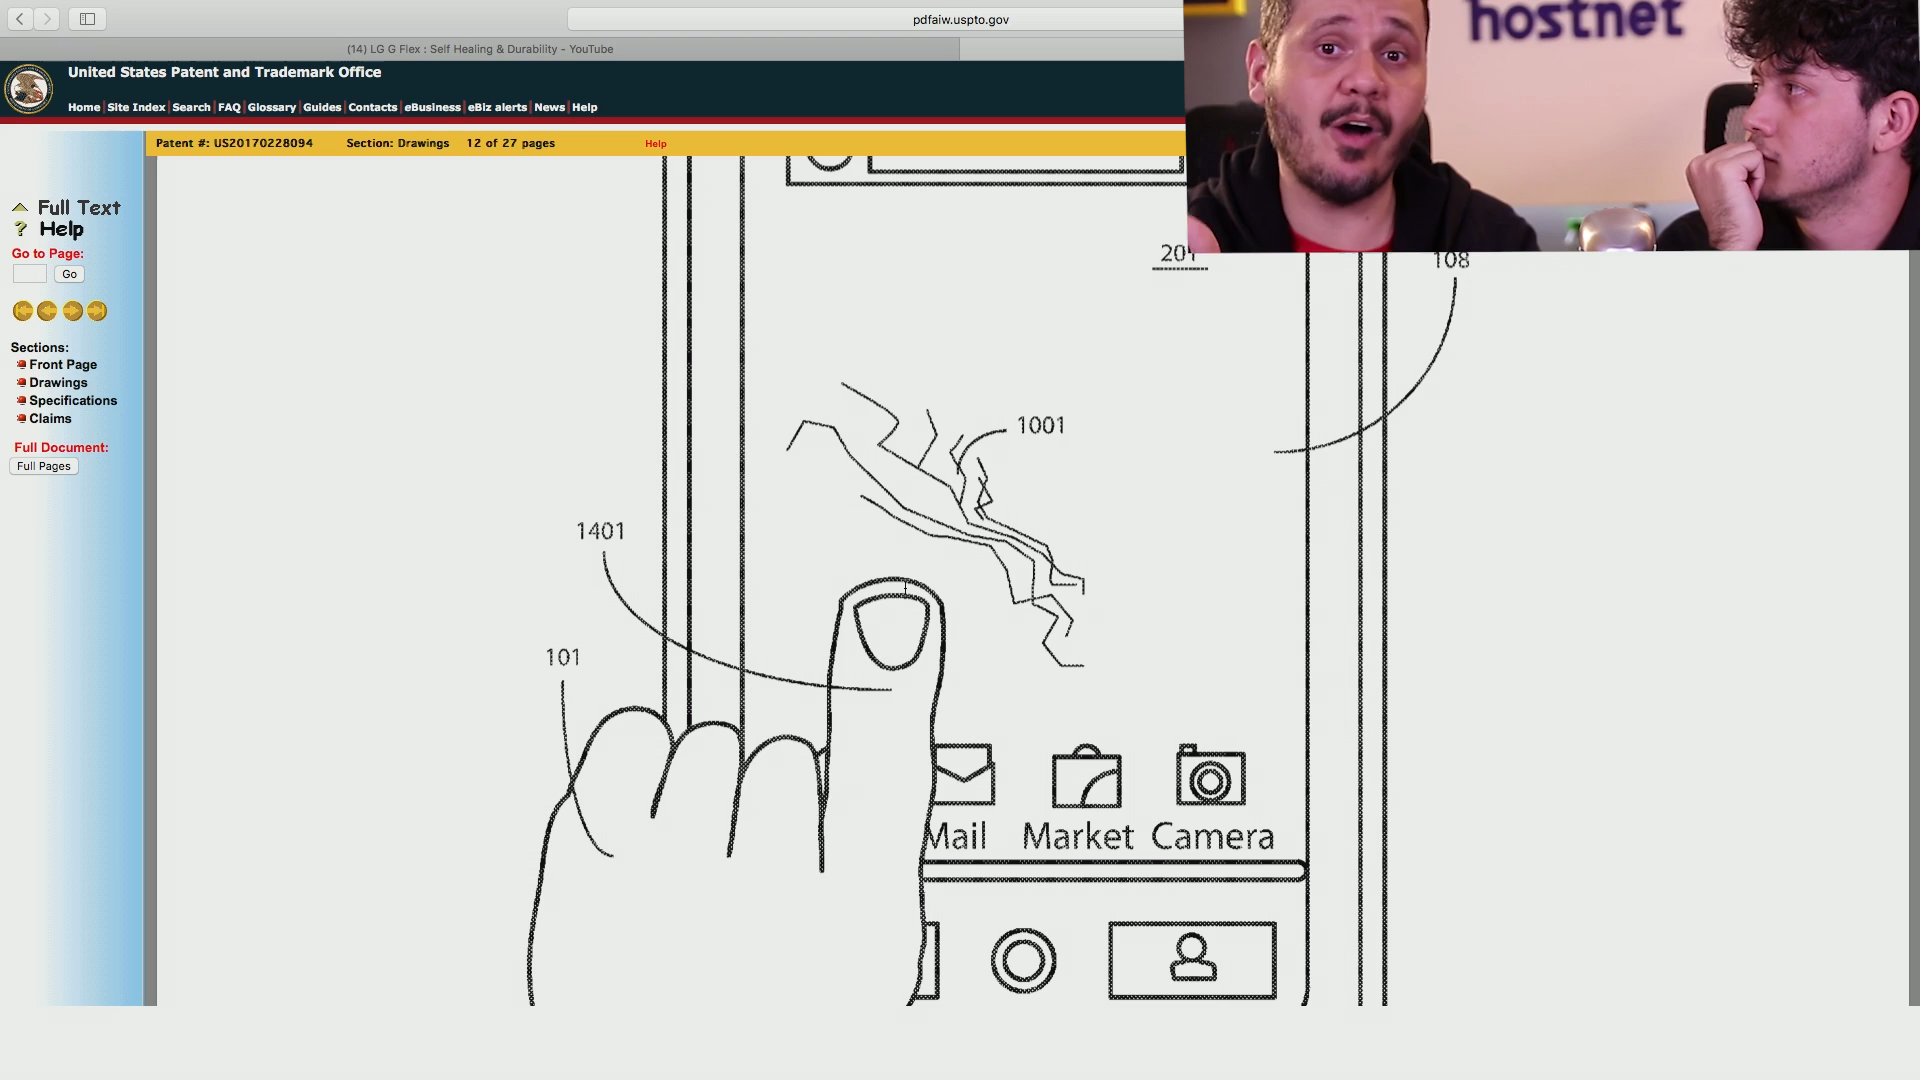 pdfaiw.uspto.gov
hostnet
(14) LG G Flex : Self Healing & Durability - YouTube
United States Patent and Trademark Office
Home Site Index Search FAQ Glossary Guides Contacts eBusiness eBiz alerts News Help
Patent #: US20170228094 Section: Drawings 12 of 27 pages Help
Full Text
? Help
Go to Page:
Go
Sections:
Front Page
Drawings
Specifications
Claims
Full Document:
Full Pages
201
108
1001
1401
101
Mail Market Camera